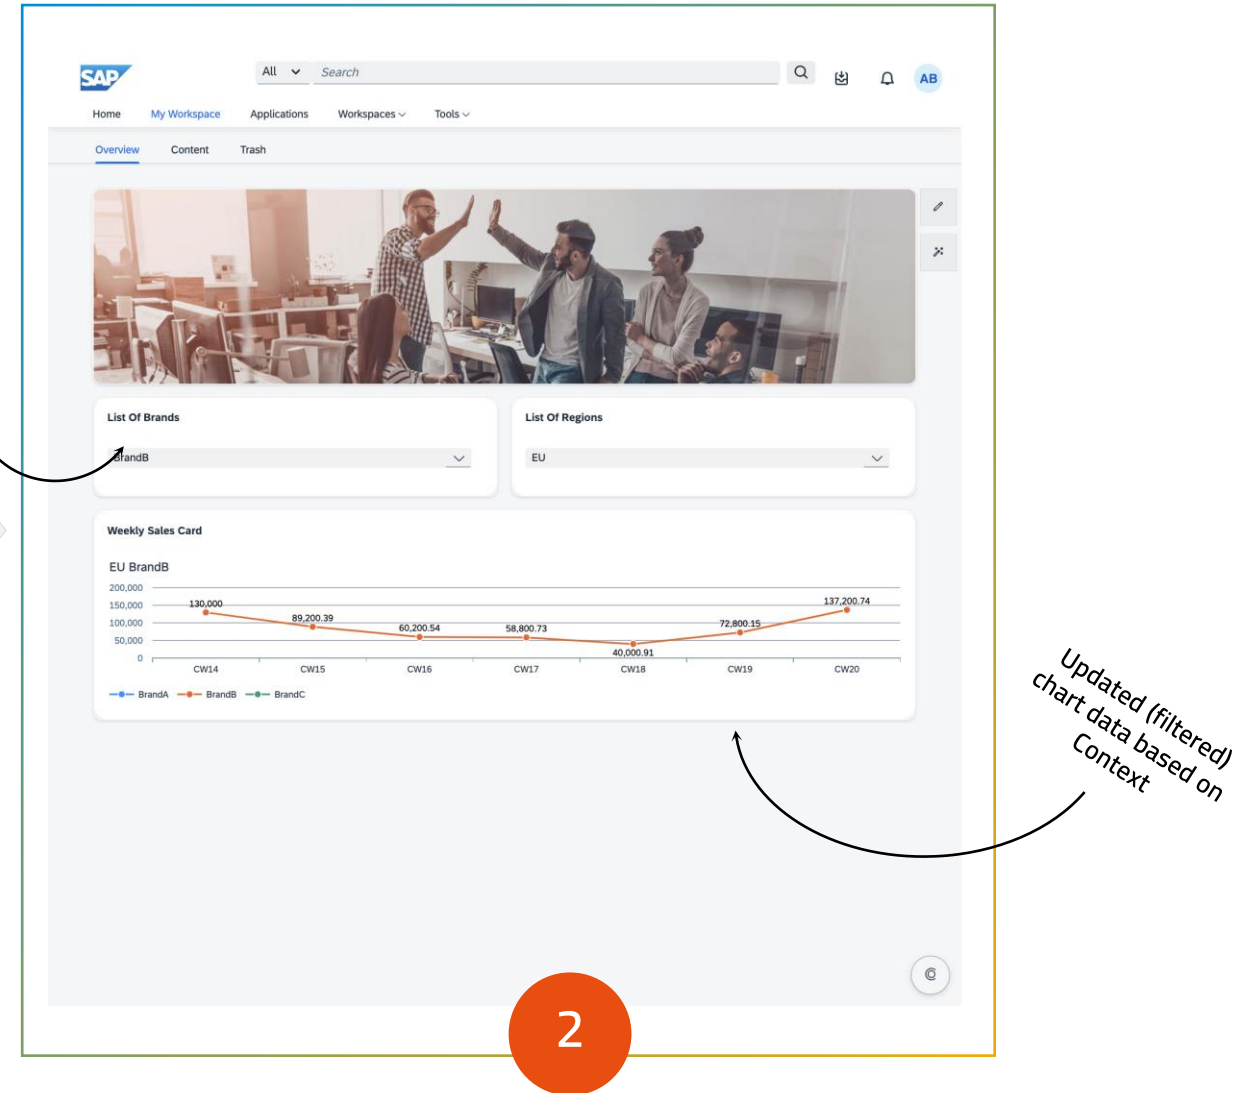 SAP
All
Search
AB
Home My Workspace Applications Workspaces Tools
Overview Content Trash
List Of Brands
BrandB
List Of Regions
EU
Weekly Sales Card
EU BrandB
200,000
150,000
100,000
50,000
0
130,000
89,200.39
60,200.54
58,800.73
40,000.91
72,800.15
137,200.74
CW14 CW15 CW16 CW17 CW18 CW19 CW20
BrandA BrandB BrandC
Updated (filtered)
chart data based on
Context
2